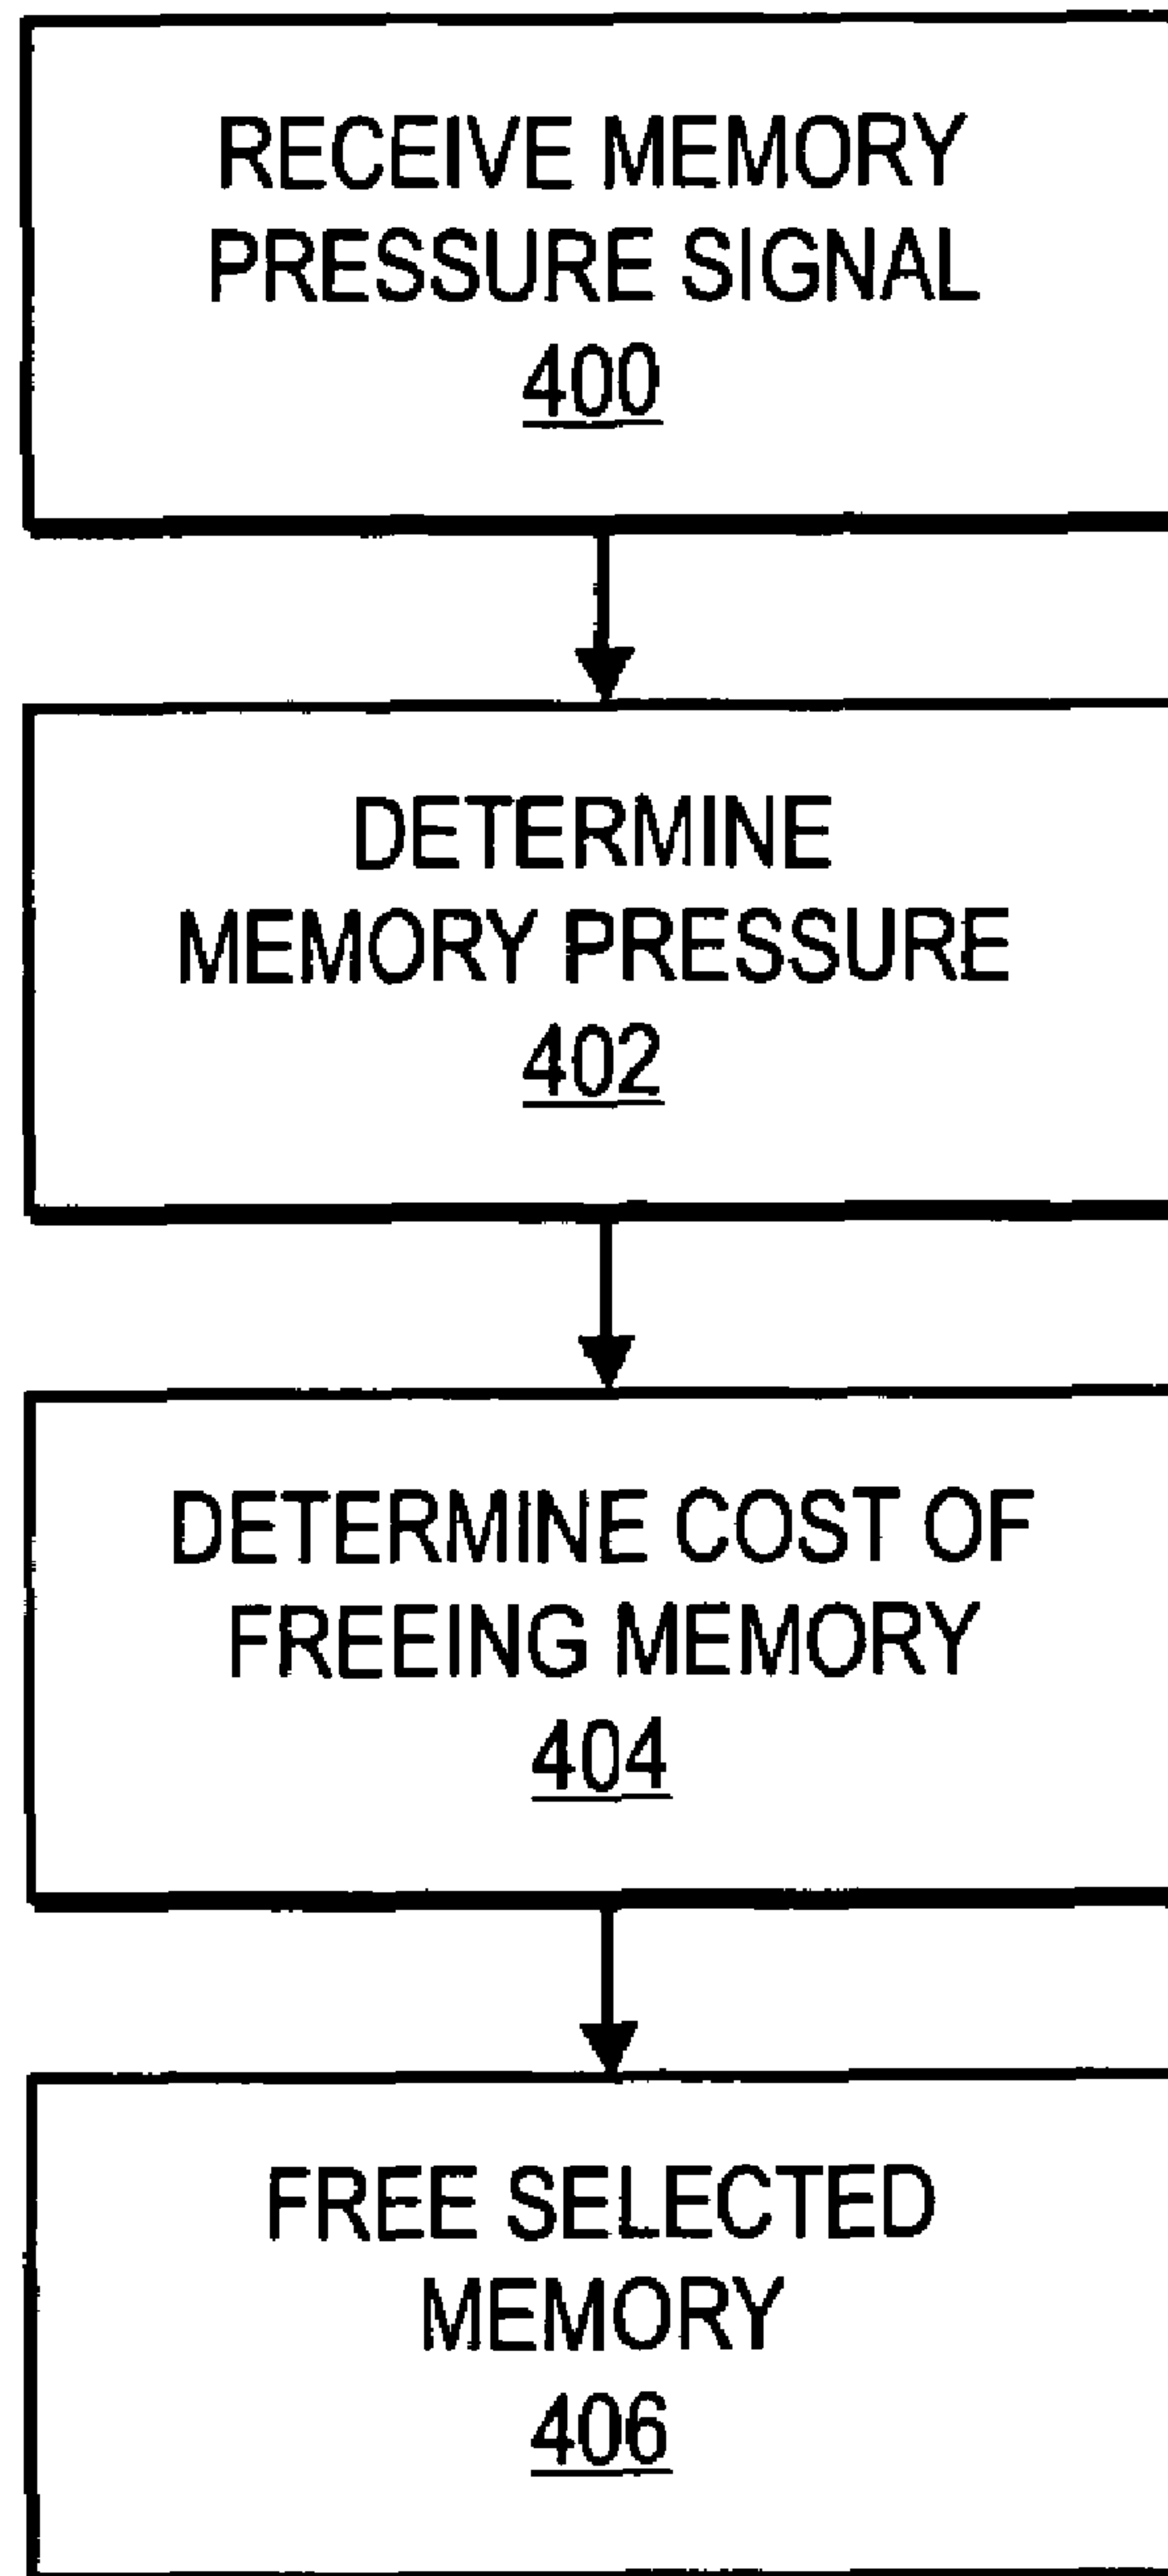 RECEIVE MEMORY
PRESSURE SIGNAL
400
DETERMINE
MEMORY PRESSURE
402
DETERMINE COST OF
FREEING MEMORY
404
FREE SELECTED
MEMORY
406